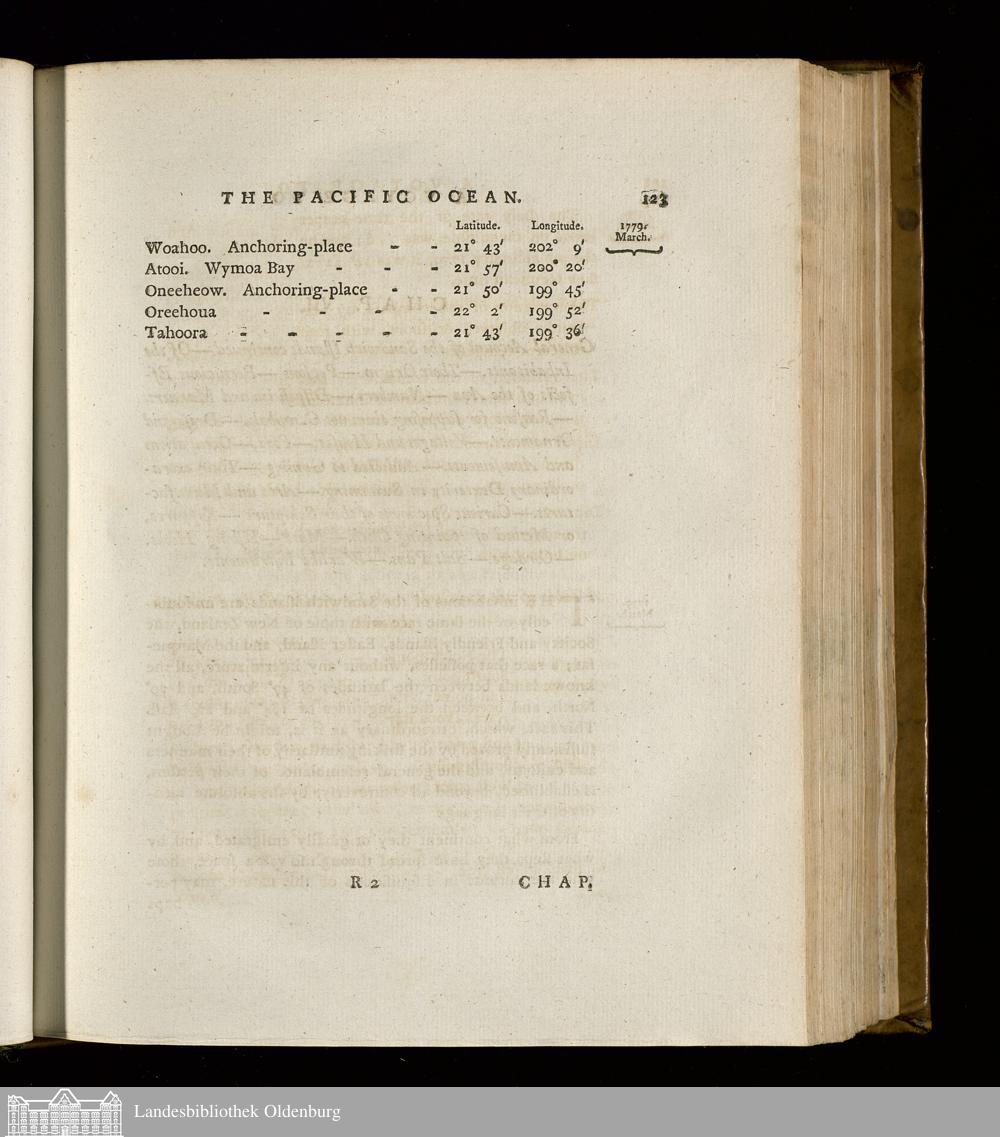 THE PACIFIC OCEAN. 123
Latitude. Longitude. 1779.
March.
Woahoo. Anchoring-place - - 21° 43′ 202° 9′
Atooi. Wymoa Bay - - - 21° 57′ 200° 20′
Oneeheow. Anchoring-place - - 21° 50′ 199° 45′
Oreehoua - - - - 22° 2′ 199° 52′
Tahoora - - - - - 21° 43′ 199° 36′
R 2 CHAP.
Landesbibliothek Oldenburg